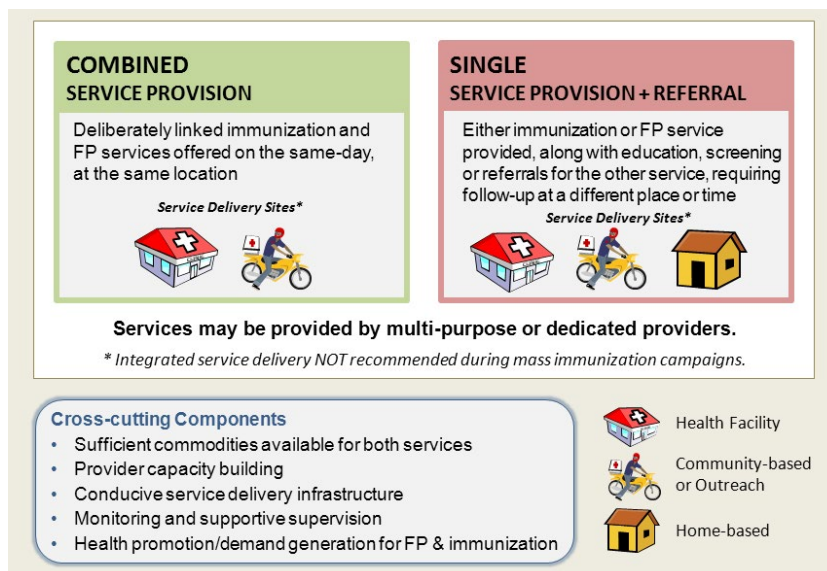 COMBINED
SERVICE PROVISION
Deliberately linked immunization and
FP services offered on the same-day,
at the same location
Service Delivery Sites*
SINGLE
SERVICE PROVISION + REFERRAL
Either immunization or FP service
provided, along with education, screening
or referrals for the other service, requiring
follow-up at a different place or time
Service Delivery Sites*
Services may be provided by multi-purpose or dedicated providers.
* Integrated service delivery NOT recommended during mass immunization campaigns.
Cross-cutting Components
• Sufficient commodities available for both services
• Provider capacity building
• Conducive service delivery infrastructure
• Monitoring and supportive supervision
• Health promotion/demand generation for FP & immunization
Health Facility
Community-based
or Outreach
Home-based